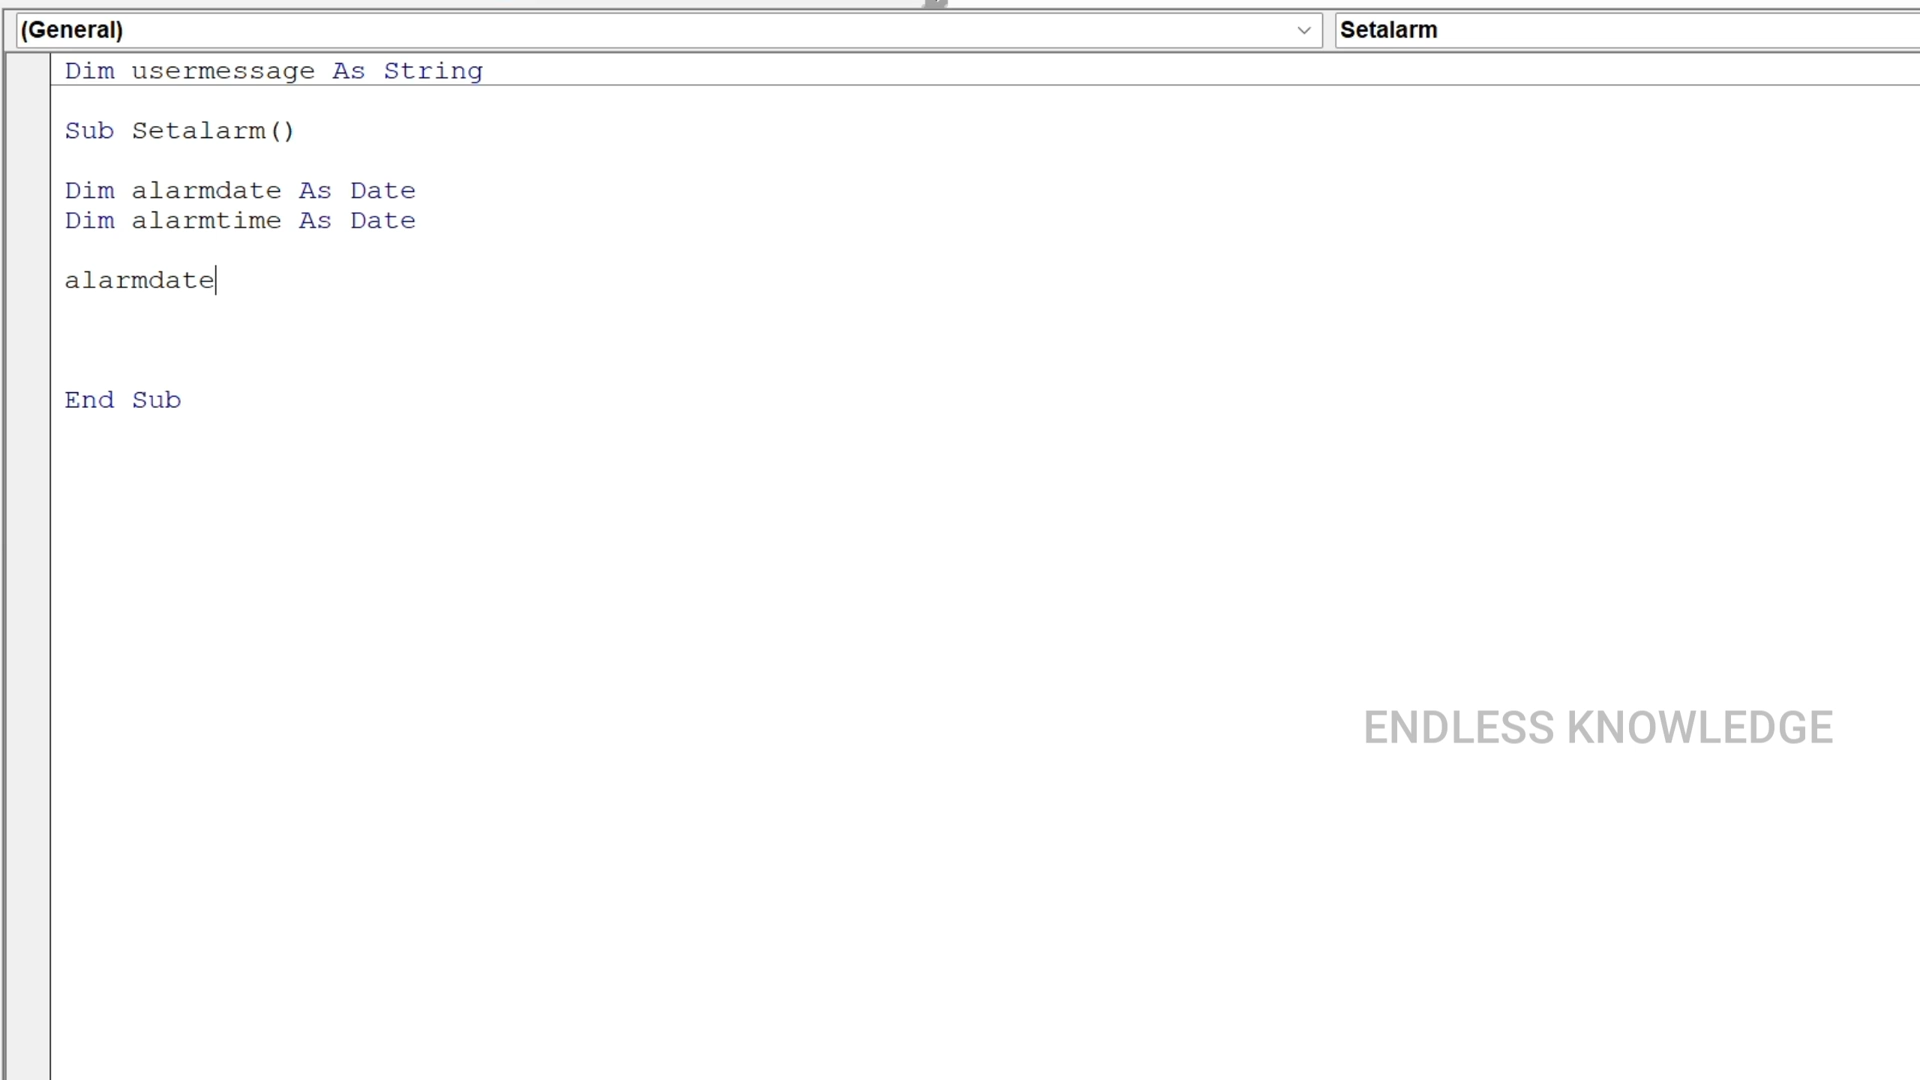 (General)
Setalarm
Dim usermessage As String
Sub Setalarm()
Dim alarmdate As Date
Dim alarmtime As Date
alarmdate
End Sub
ENDLESS KNOWLEDGE